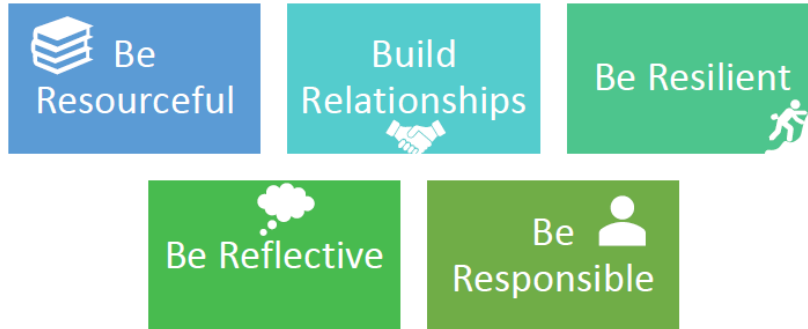 Be
Resourceful
Build
Relationships
Be Resilient
Be Reflective
Be
Responsible